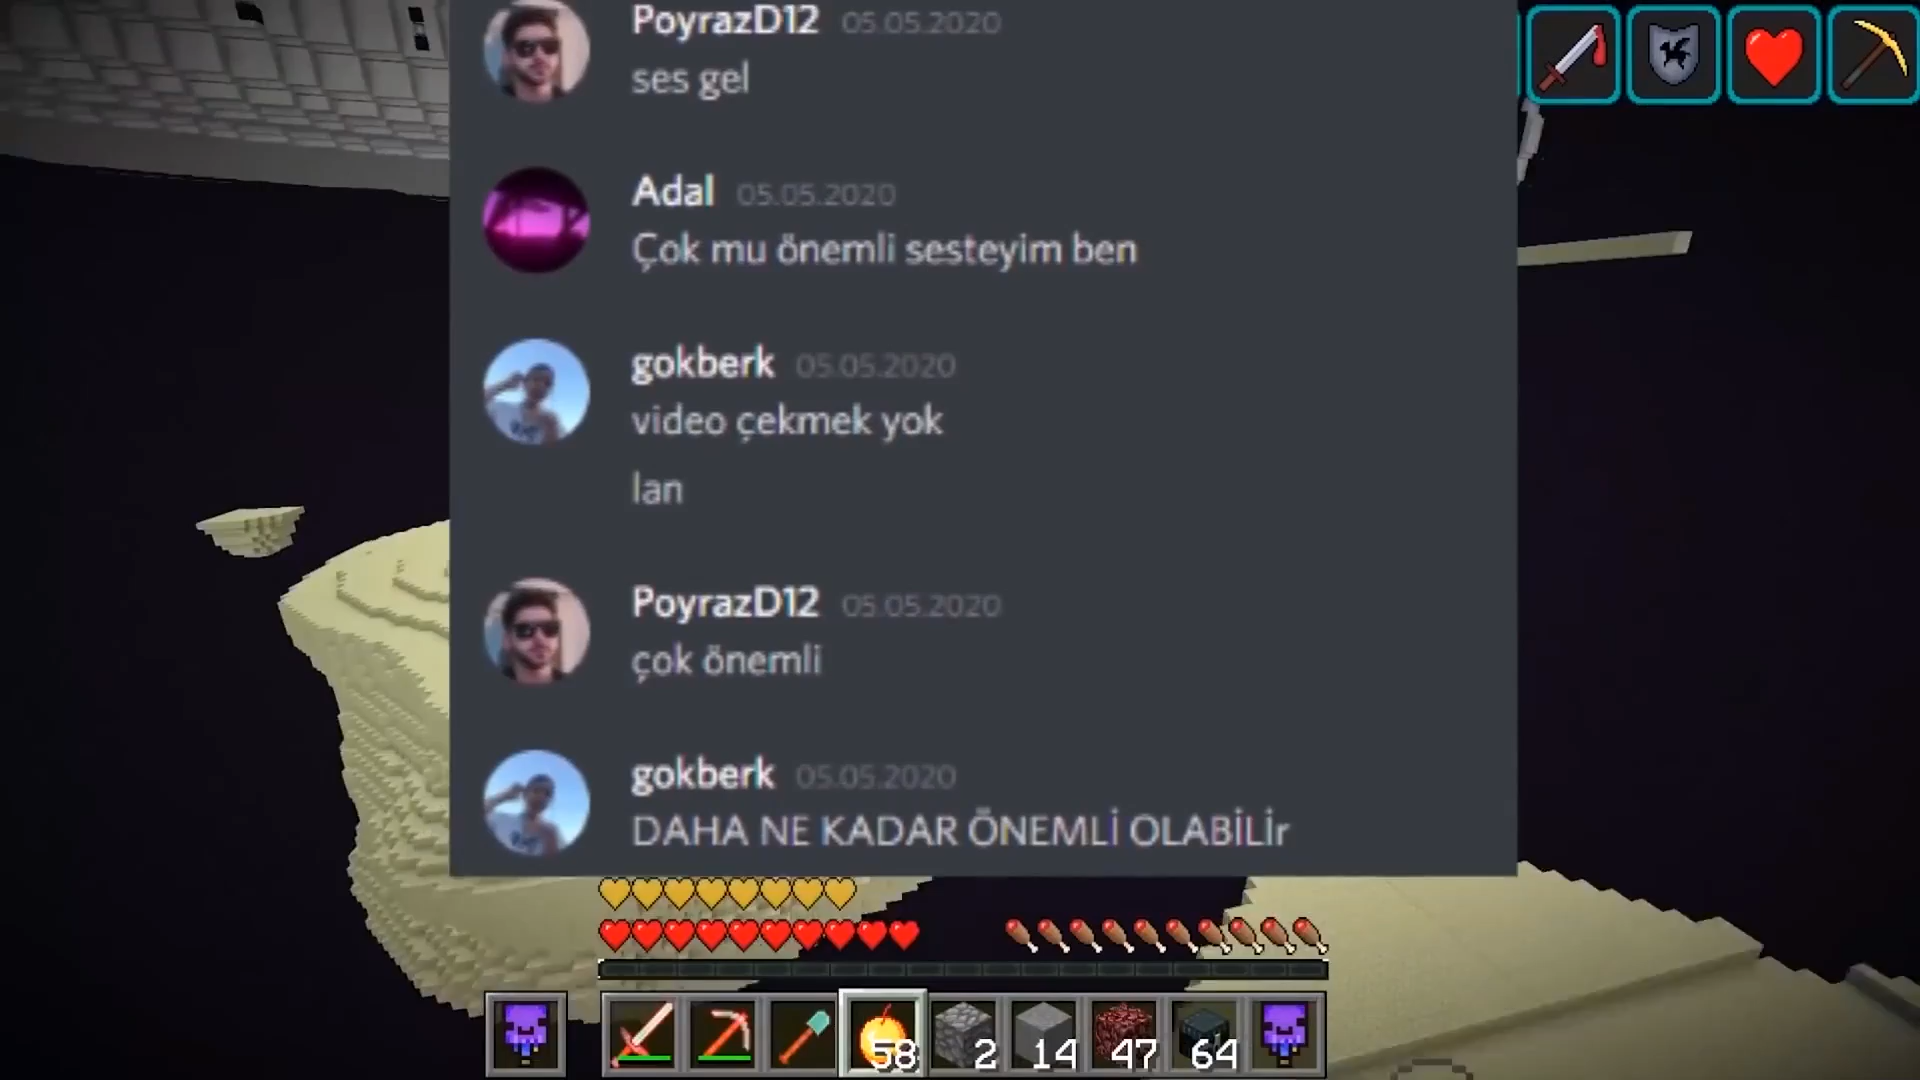 PoyrazD12 05.05.2020
ses gel
Adal 05.05.2020
Çok mu önemli sesteyim ben
gokberk 05.05.2020
video çekmek yok
lan
PoyrazD12 05.05.2020
çok önemli
gokberk 05.05.2020
DAHA NE KADAR ÖNEMLİ OLABİLİr
58 2 14 47 64